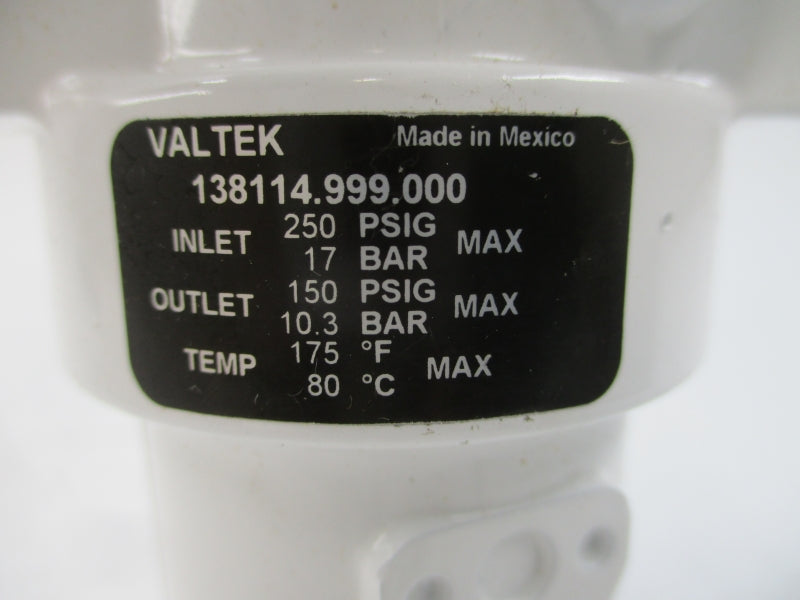 VALTEK Made in Mexico
138114.999.000
INLET 250 PSIG MAX
17 BAR
OUTLET 150 PSIG MAX
10.3 BAR
TEMP 175 °F MAX
80 °C